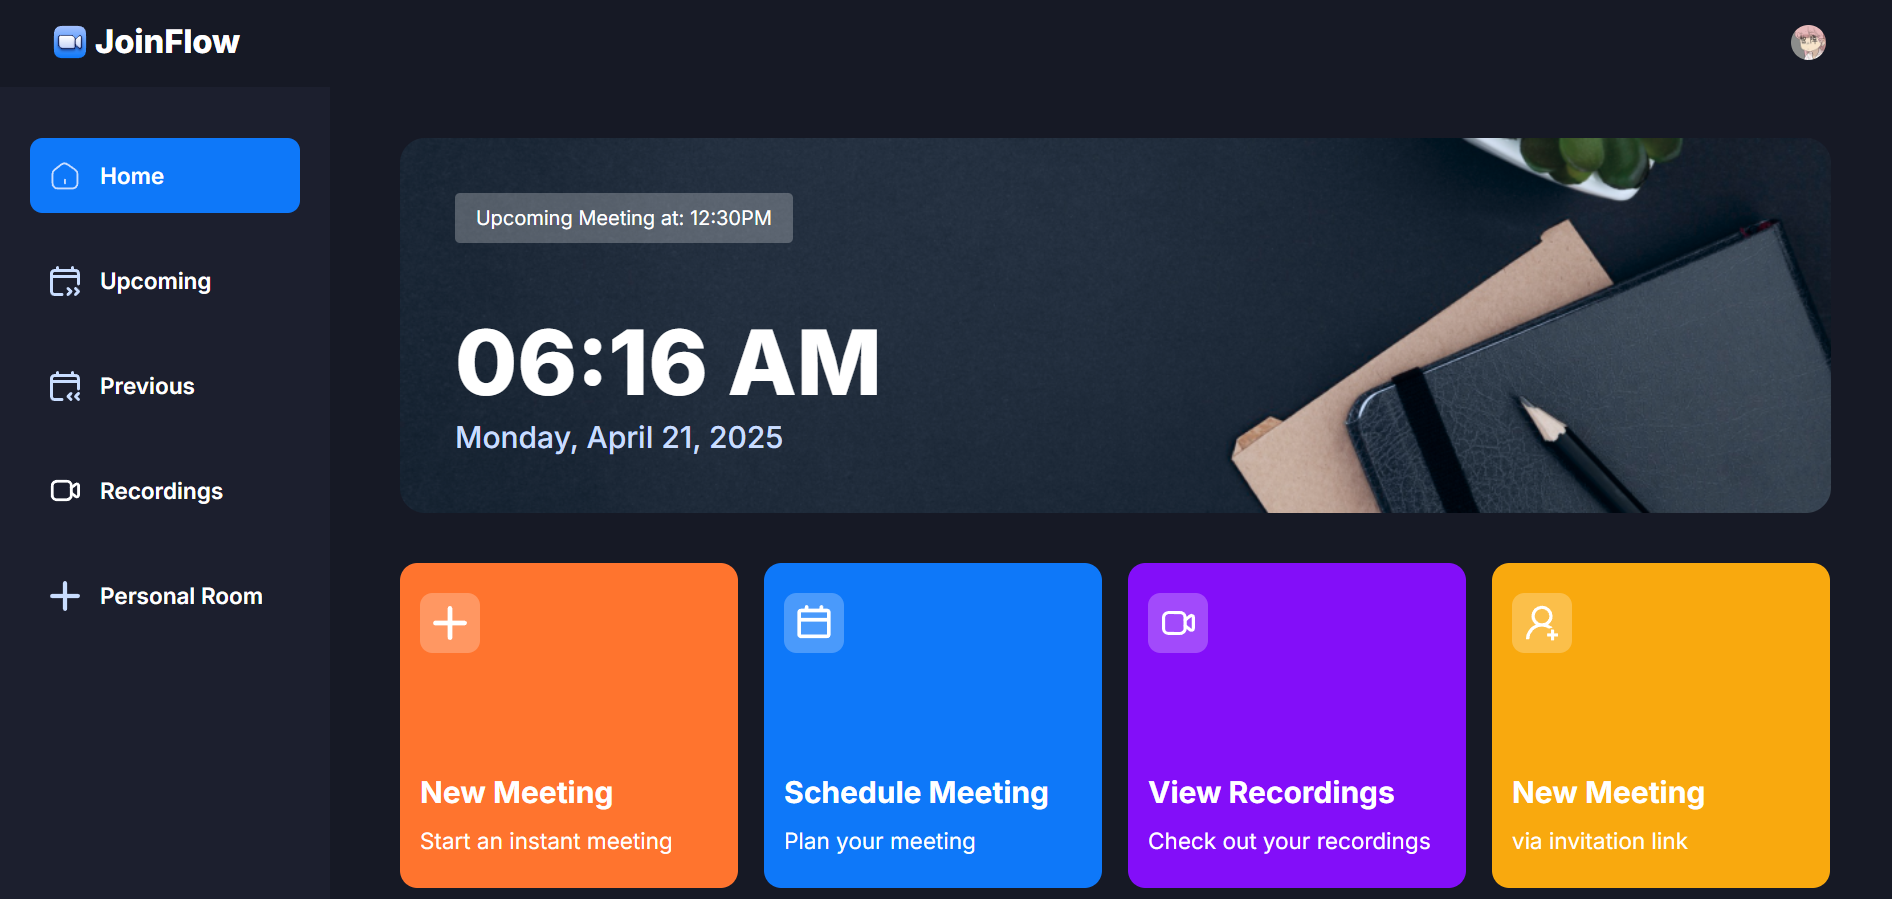 JoinFlow
Home
Upcoming
Previous
Recordings
Personal Room
Upcoming Meeting at: 12:30PM
06:16 AM
Monday, April 21, 2025
New Meeting
Start an instant meeting
Schedule Meeting
Plan your meeting
View Recordings
Check out your recordings
New Meeting
via invitation link